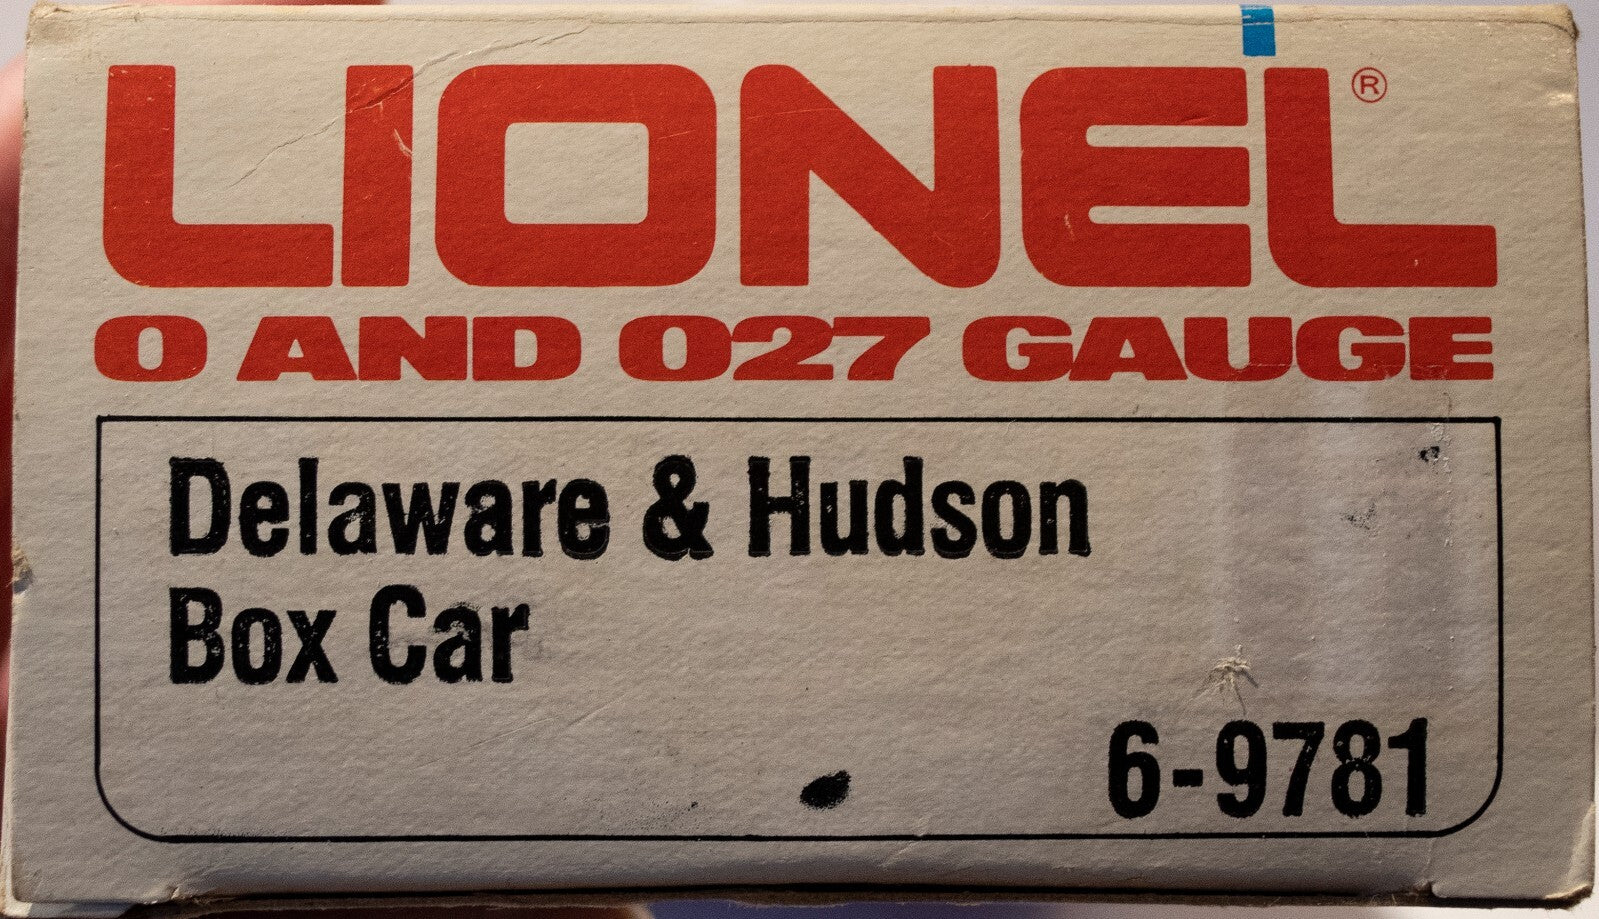 LIONEL®
O AND O27 GAUGE
Delaware & Hudson
Box Car
6-9781